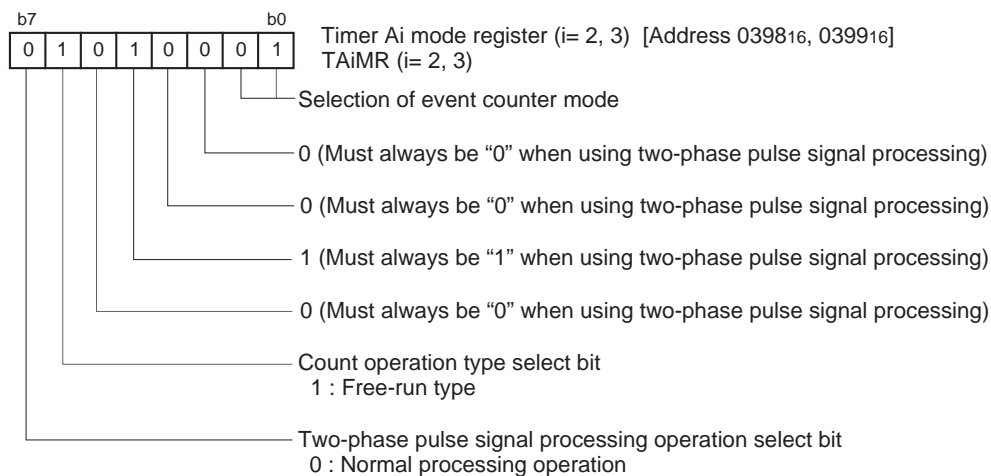 b7 b0
0 1 0 1 0 0 0 1
Timer Ai mode register (i= 2, 3) [Address 039816, 039916]
TAiMR (i= 2, 3)
Selection of event counter mode
0 (Must always be “0” when using two-phase pulse signal processing)
0 (Must always be “0” when using two-phase pulse signal processing)
1 (Must always be “1” when using two-phase pulse signal processing)
0 (Must always be “0” when using two-phase pulse signal processing)
Count operation type select bit
1 : Free-run type
Two-phase pulse signal processing operation select bit
0 : Normal processing operation